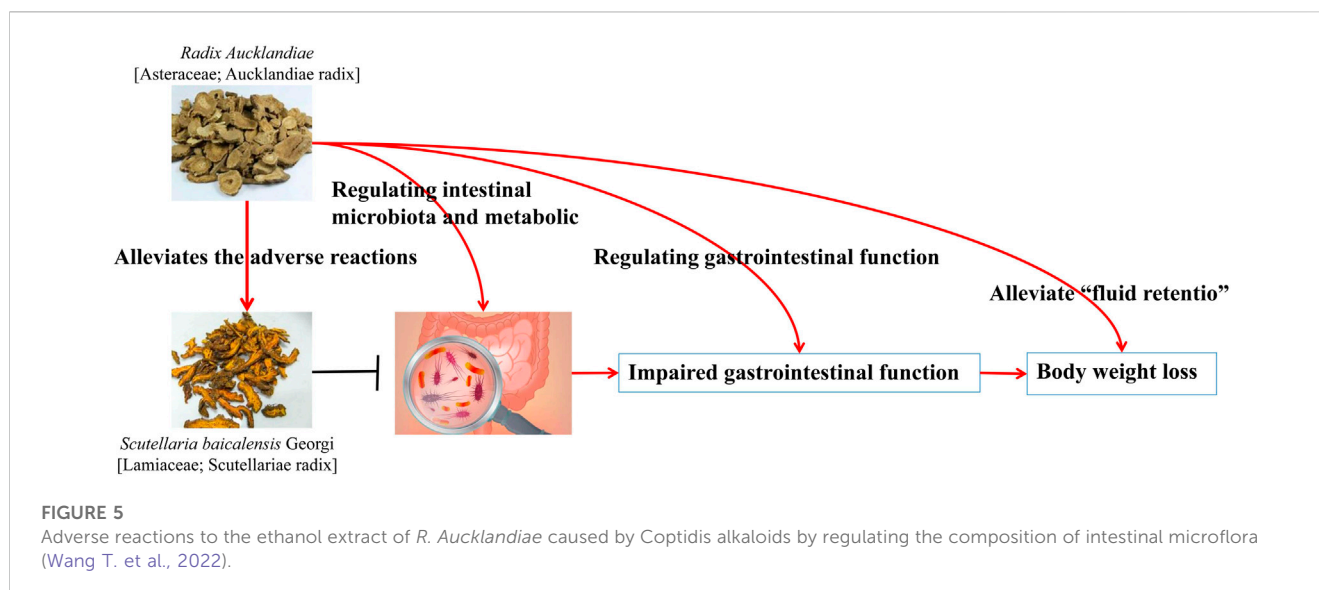 Radix Aucklandiae
[Asteraceae; Aucklandiae radix]
Regulating intestinal
microbiota and metabolic
Alleviates the adverse reactions
Regulating gastrointestinal function
Alleviate “fluid retentio”
Impaired gastrointestinal function
Body weight loss
Scutellaria baicalensis Georgi
[Lamiaceae; Scutellariae radix]
FIGURE 5
Adverse reactions to the ethanol extract of R. Aucklandiae caused by Coptidis alkaloids by regulating the composition of intestinal microflora
(Wang T. et al., 2022).